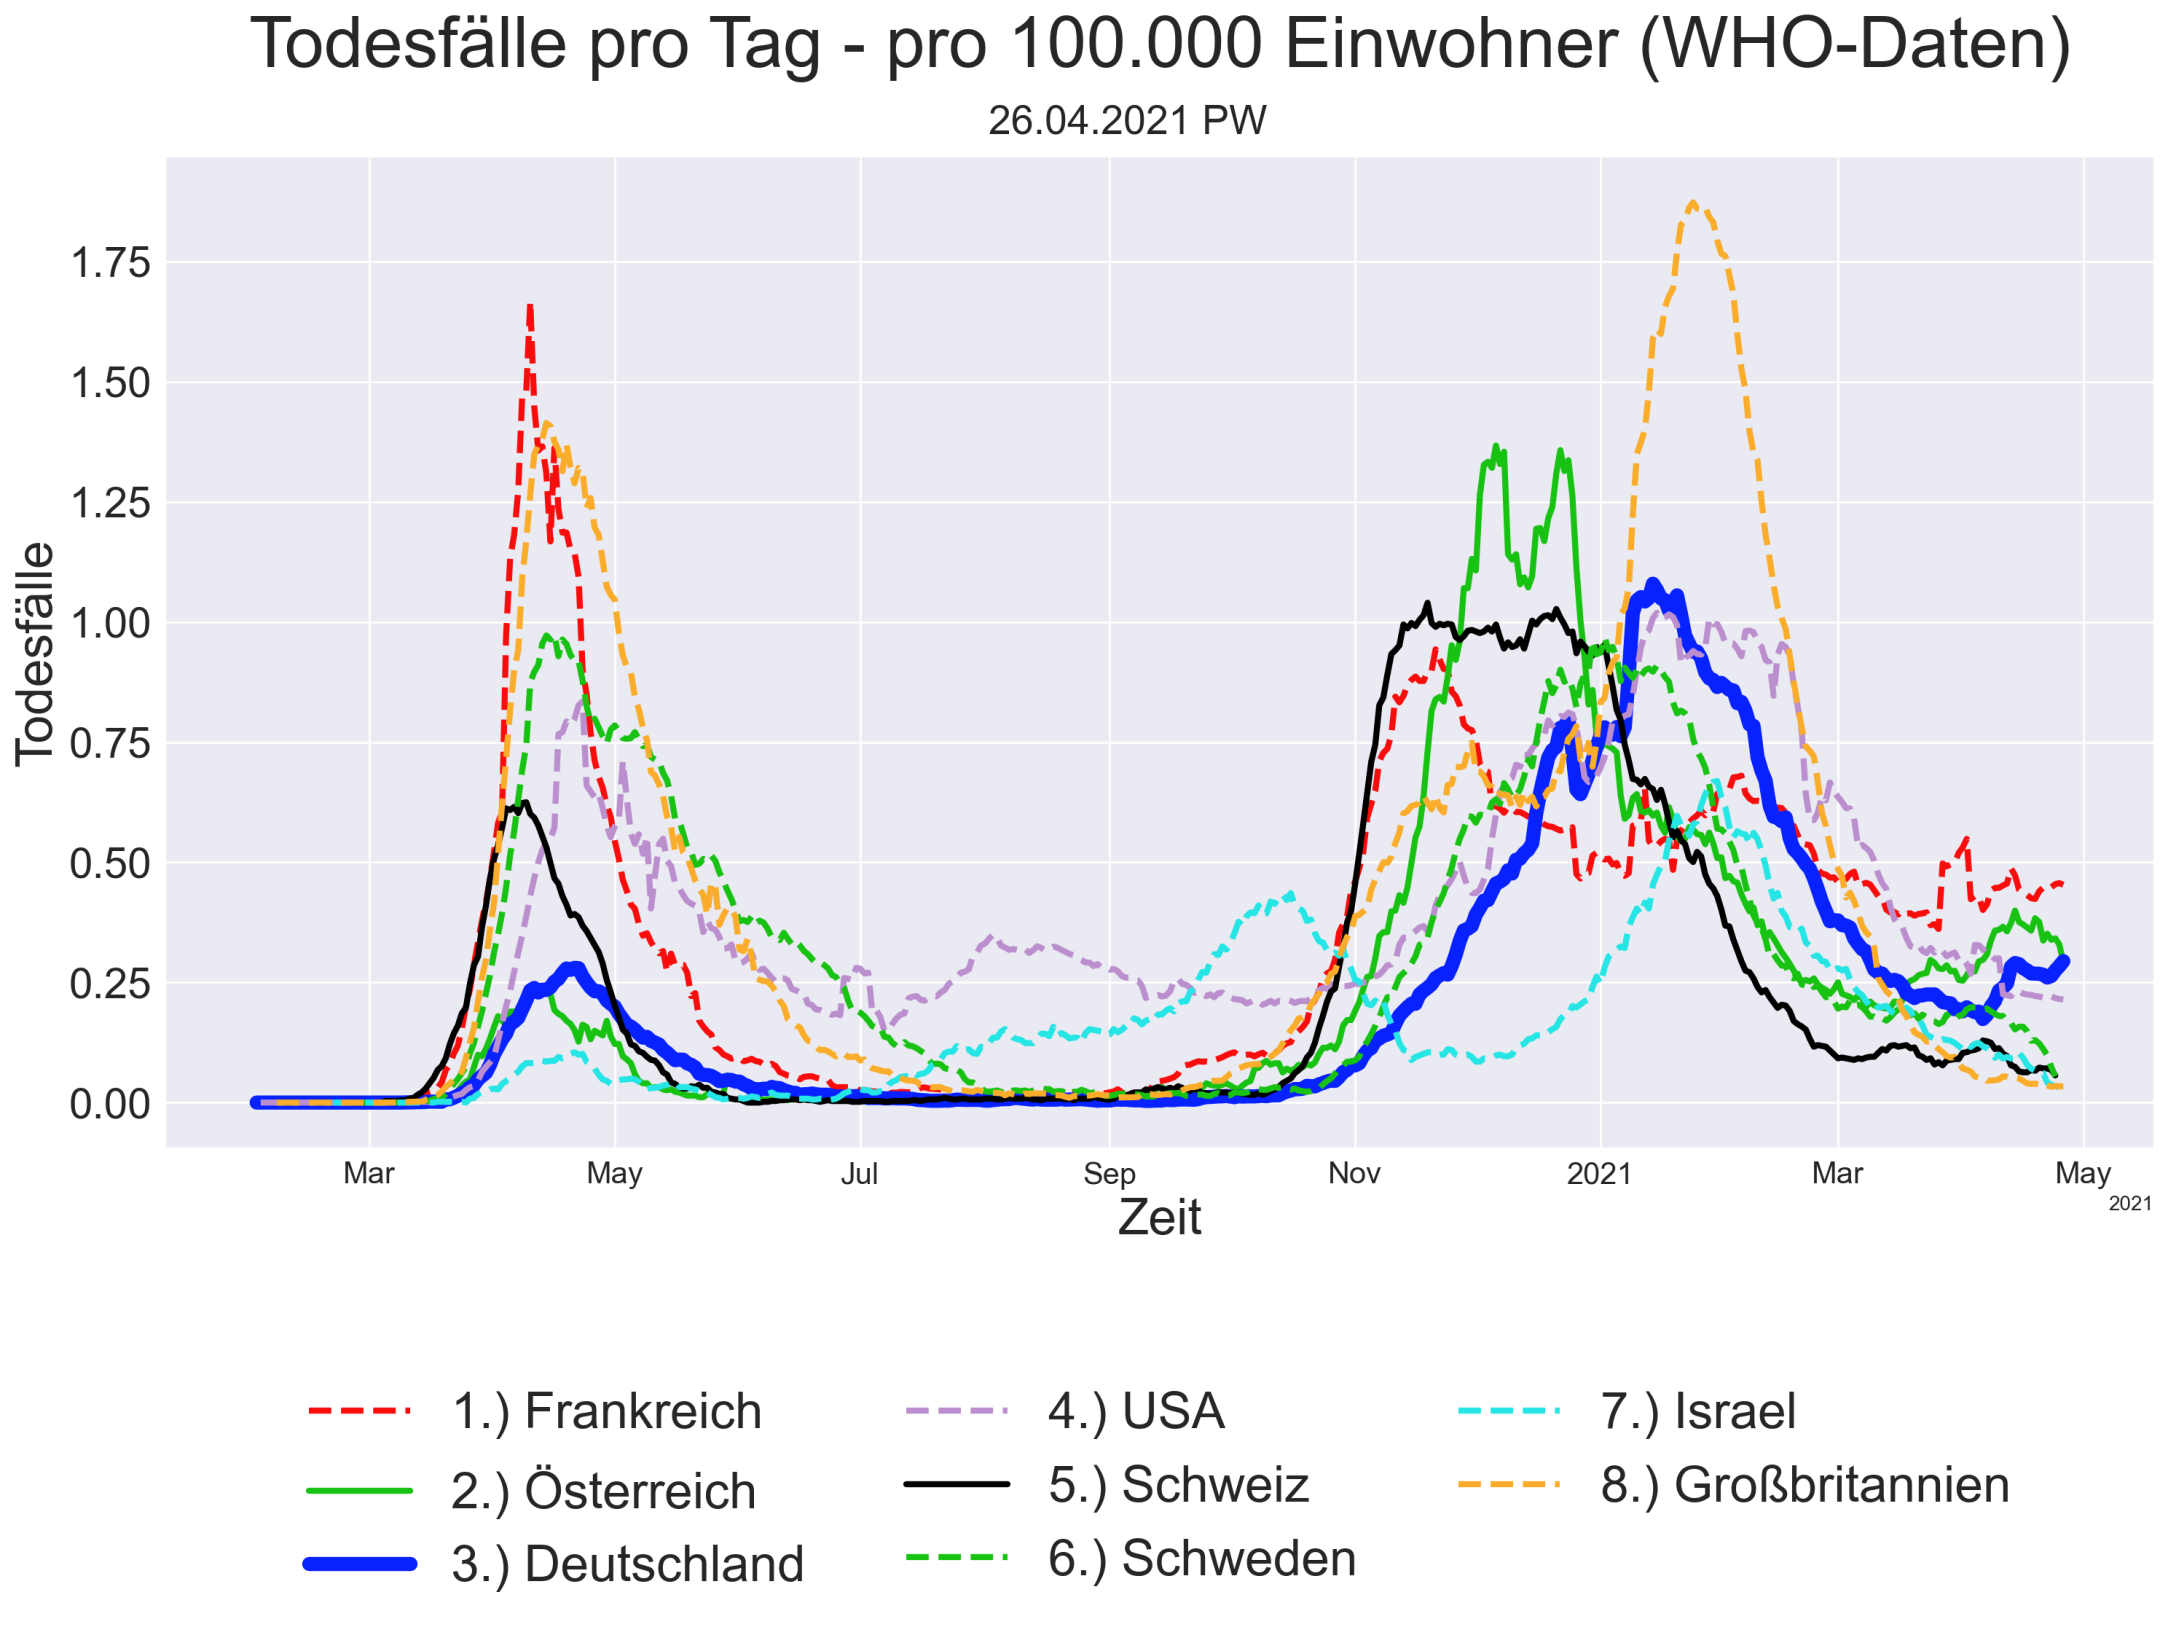 Todesfälle pro Tag - pro 100.000 Einwohner (WHO-Daten)
26.04.2021 PW
Todesfälle
1.75
1.50
1.25
1.00
0.75
0.50
0.25
0.00
Mar May Jul Sep Nov 2021 Mar May
2021
Zeit
1.) Frankreich
2.) Österreich
3.) Deutschland
4.) USA
5.) Schweiz
6.) Schweden
7.) Israel
8.) Großbritannien